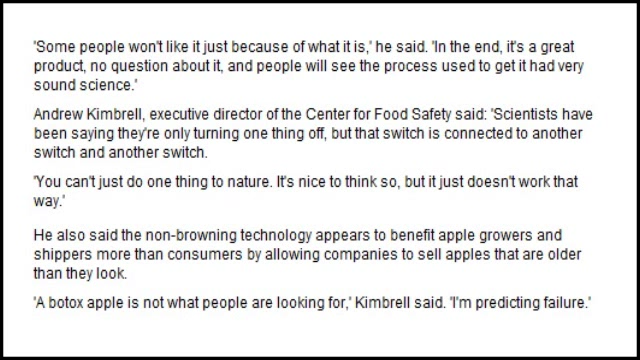 'Some people won't like it just because of what it is,' he said. 'In the end, it's a great
product, no question about it, and people will see the process used to get it had very
sound science.'
Andrew Kimbrell, executive director of the Center for Food Safety said: 'Scientists have
been saying they're only turning one thing off, but that switch is connected to another
switch and another switch.
'You can't just do one thing to nature. It's nice to think so, but it just doesn't work that
way.'
He also said the non-browning technology appears to benefit apple growers and
shippers more than consumers by allowing companies to sell apples that are older
than they look.
'A botox apple is not what people are looking for,' Kimbrell said. 'I'm predicting failure.'